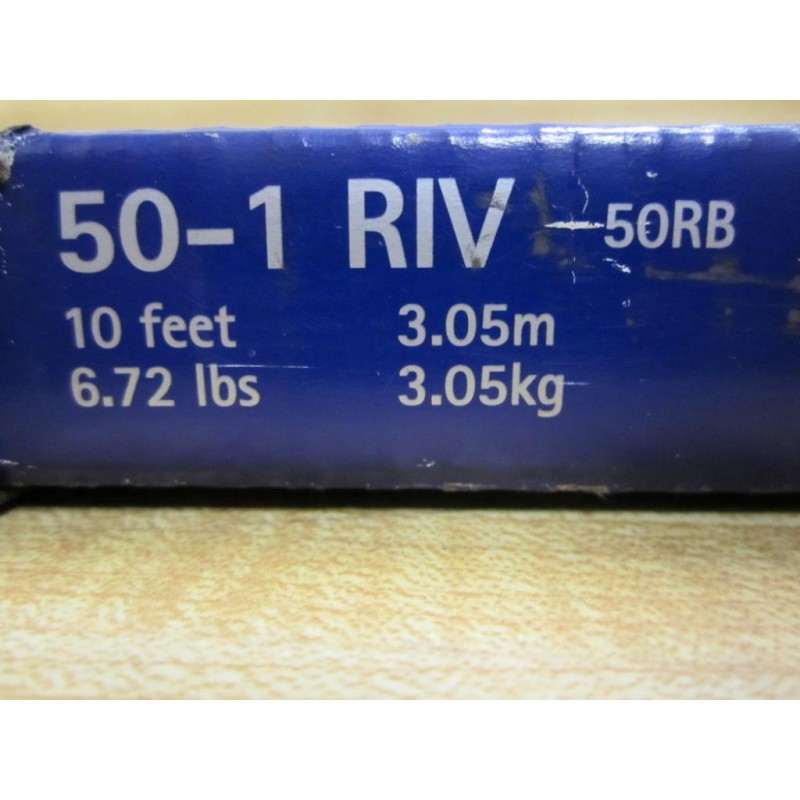 50-1 RIV 50RB
10 feet 3.05m
6.72 lbs 3.05kg